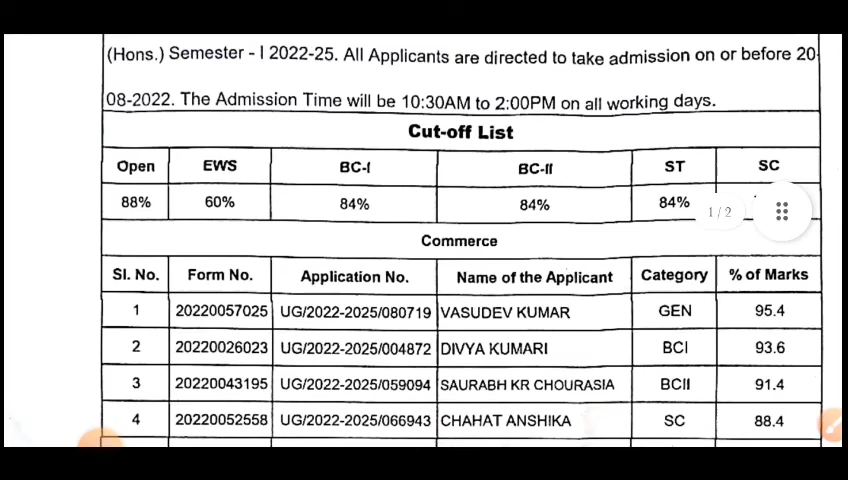 (Hons.) Semester - I 2022-25. All Applicants are directed to take admission on or before 20-
08-2022. The Admission Time will be 10:30AM to 2:00PM on all working days.
Cut-off List
Open EWS BC-I BC-II ST SC
88% 60% 84% 84% 84%
1/2
Commerce
Sl. No. Form No. Application No. Name of the Applicant Category % of Marks
1 20220057025 UG/2022-2025/080719 VASUDEV KUMAR GEN 95.4
2 20220026023 UG/2022-2025/004872 DIVYA KUMARI BCI 93.6
3 20220043195 UG/2022-2025/059094 SAURABH KR CHOURASIA BCII 91.4
4 20220052558 UG/2022-2025/066943 CHAHAT ANSHIKA SC 88.4